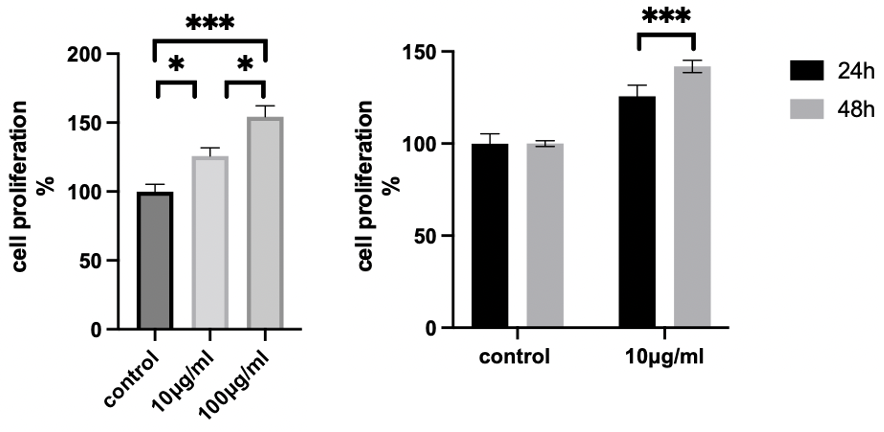 ***
*
*
200
150
100
50
0
cell proliferation
%
control
10μg/ml
100μg/ml
***
150
100
50
0
cell proliferation
%
control
10μg/ml
24h
48h